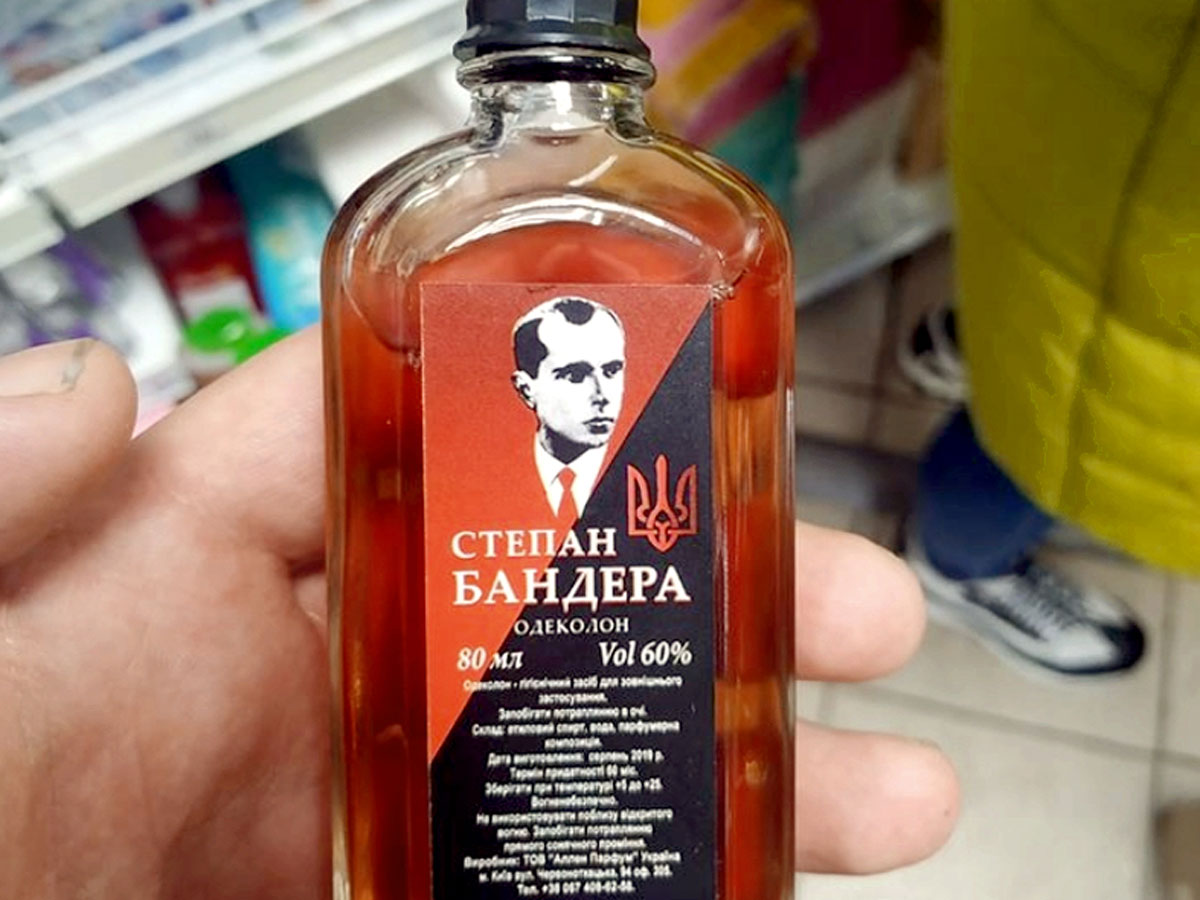 СТЕПАН
БАНДЕРА
ОДЕКОЛОН
80 мл Vol 60%
Одеколон - гігієнічний засіб для зовнішнього
застосування.
Запобігати потраплянню в очі.
Склад: етиловий спирт, вода, парфумерна
композиція.
Дата виготовлення: серпень 2019 р.
Термін придатності 60 міс.
Зберігати при температурі +5 до +25.
Вогненебезпечно.
Не використовувати поблизу відкритого
вогню. Запобігати потраплянню
прямого сонячного проміння.
Виробник: ТОВ "Аллен Парфум" Україна
м. Київ вул. Червоноткацька, 94 оф. 305.
Тел. +38 067 408-62-58.